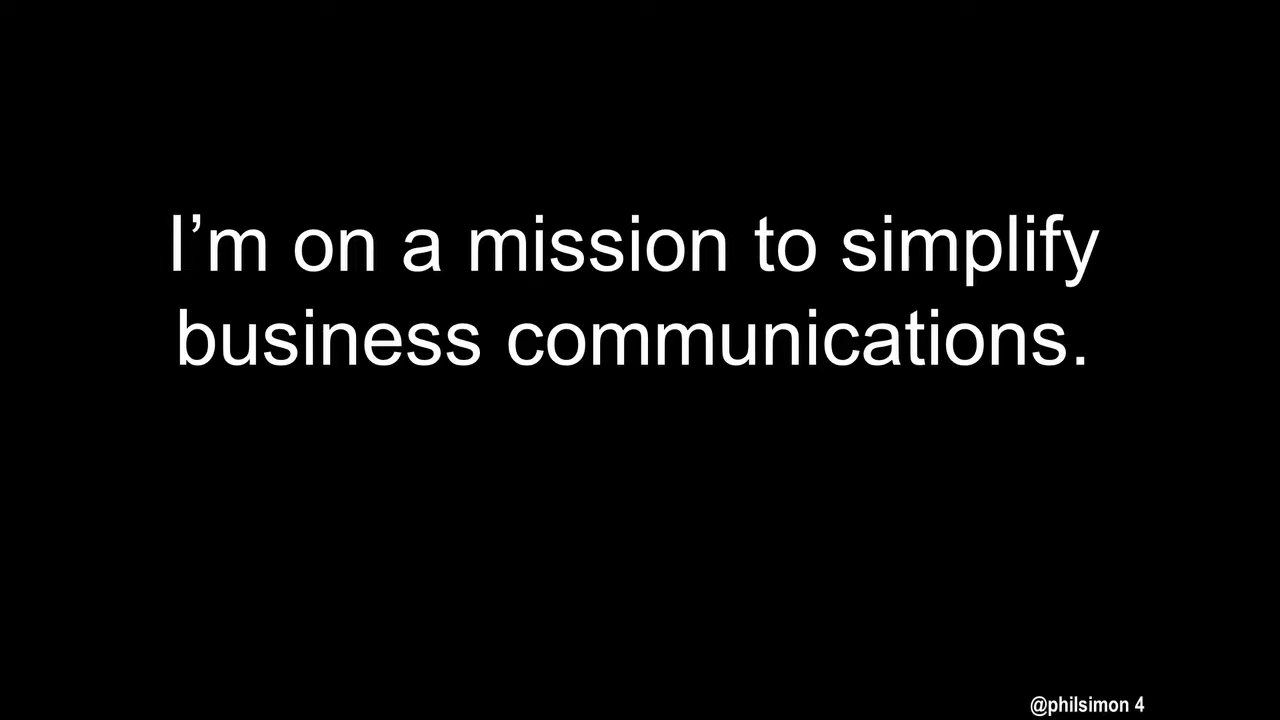 I’m on a mission to simplify
business communications.
@philsimon 4